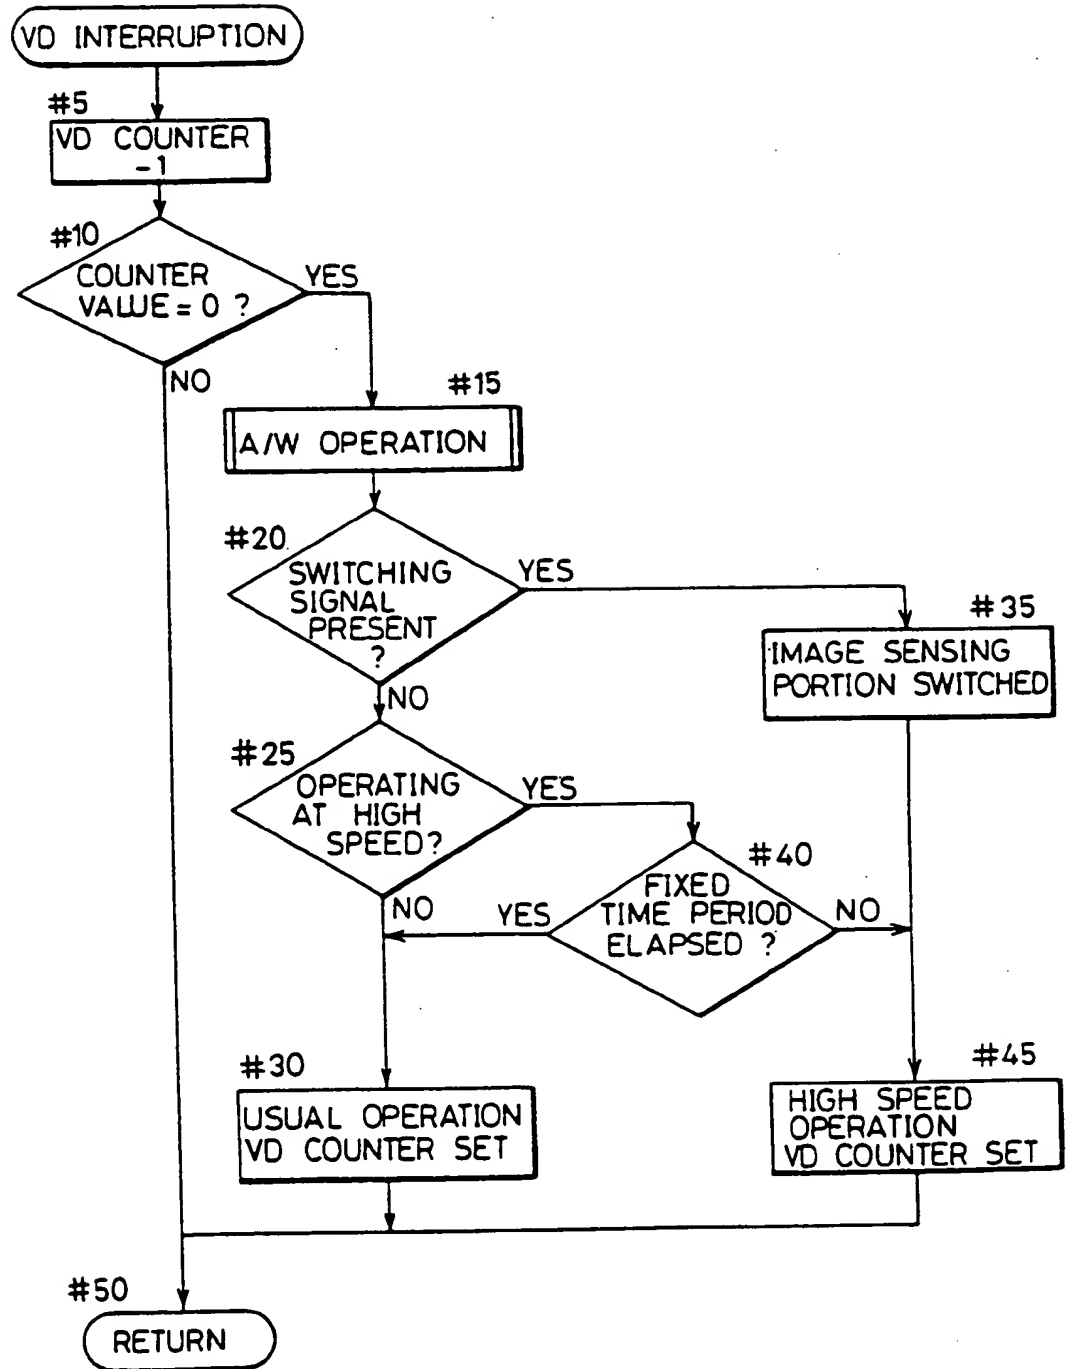 VD INTERRUPTION
#5
VD COUNTER
-1
#10
COUNTER
VALUE = 0 ?
YES
NO
#15
A/W OPERATION
#20
SWITCHING
SIGNAL
PRESENT
?
YES
NO
#35
IMAGE SENSING
PORTION SWITCHED
#25
OPERATING
AT HIGH
SPEED?
YES
NO
#40
FIXED
TIME PERIOD
ELAPSED ?
YES
NO
#30
USUAL OPERATION
VD COUNTER SET
#45
HIGH SPEED
OPERATION
VD COUNTER SET
#50
RETURN